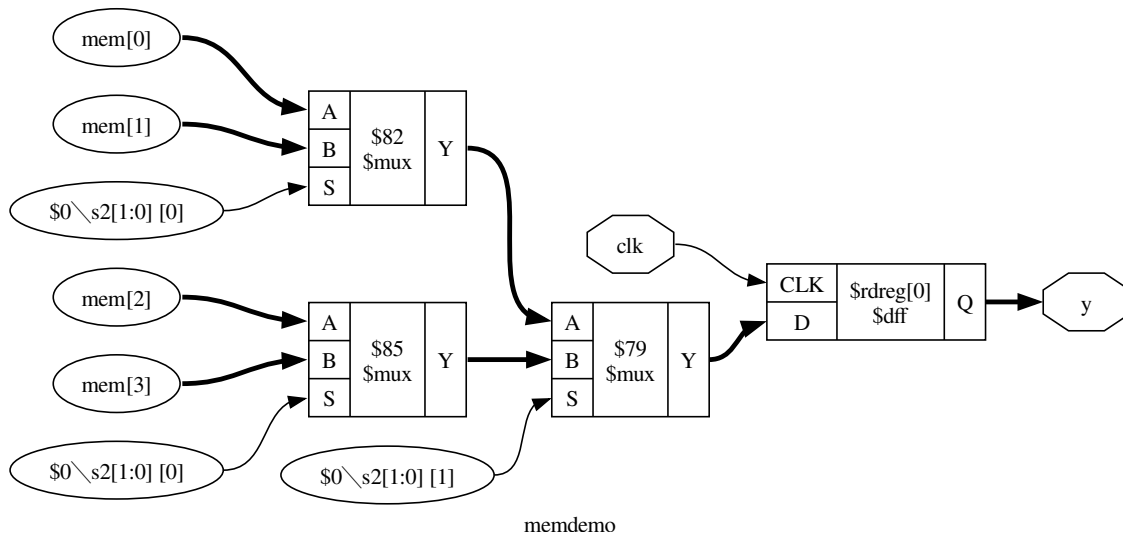 mem[0]
mem[1]
$0\s2[1:0] [0]
A
B
S
$82
$mux
Y
mem[2]
mem[3]
$0\s2[1:0] [0]
A
B
S
$85
$mux
Y
$0\s2[1:0] [1]
A
B
S
$79
$mux
Y
clk
CLK
D
$rdreg[0]
$dff
Q
y
memdemo